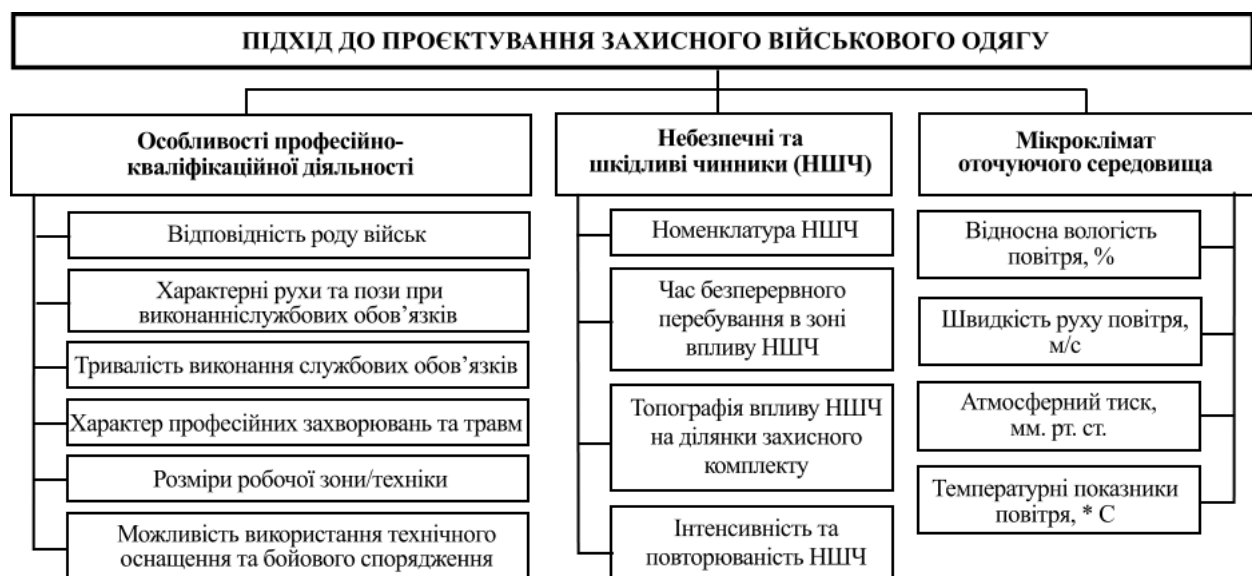 ПІДХІД ДО ПРОЄКТУВАННЯ ЗАХИСНОГО ВІЙСЬКОВОГО ОДЯГУ
Особливості професійно-
кваліфікаційної діяльності
Відповідність роду військ
Характерні рухи та пози при
виконанніслужбових обов’язків
Тривалість виконання службових обов’язків
Характер професійних захворювань та травм
Розміри робочої зони/техніки
Можливість використання технічного
оснащення та бойового спорядження
Небезпечні та
шкідливі чинники (НШЧ)
Номенклатура НШЧ
Час безперервного
перебування в зоні
впливу НШЧ
Топографія впливу НШЧ
на ділянки захисного
комплекту
Інтенсивність та
повторюваність НШЧ
Мікроклімат
оточуючого середовища
Відносна вологість
повітря, %
Швидкість руху повітря,
м/с
Атмосферний тиск,
мм. рт. ст.
Температурні показники
повітря, * С